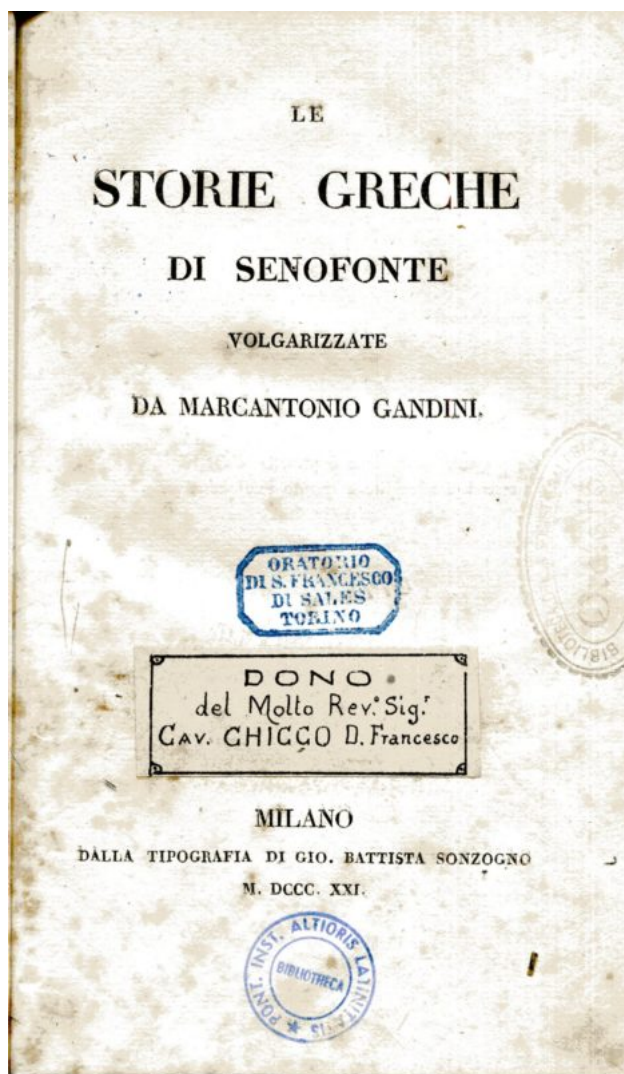 LE
STORIE GRECHE
DI SENOFONTE
VOLGARIZZATE
DA MARCANTONIO GANDINI.
ORATORIO
DI S. FRANCESCO
DI SALES
TORINO
DONO
del Molto Rev.º Sig.r
CAV. CHICCO D. Francesco
MILANO
DALLA TIPOGRAFIA DI GIO. BATTISTA SONZOGNO
M. DCCC. XXI.
PONT. INST. ALTIORIS LATINITATIS
BIBLIOTHECA